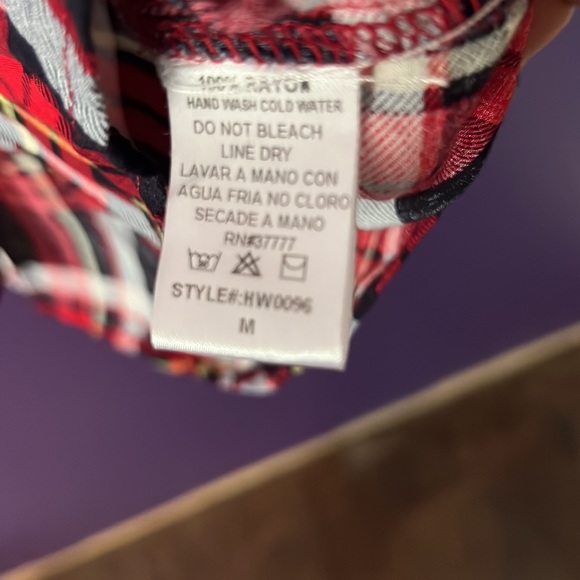 100% RAYON
HAND WASH COLD WATER
DO NOT BLEACH
LINE DRY
LAVAR A MANO CON
AGUA FRIA NO CLORO
SECADE A MANO
RN#37777
STYLE#:HW0096
M